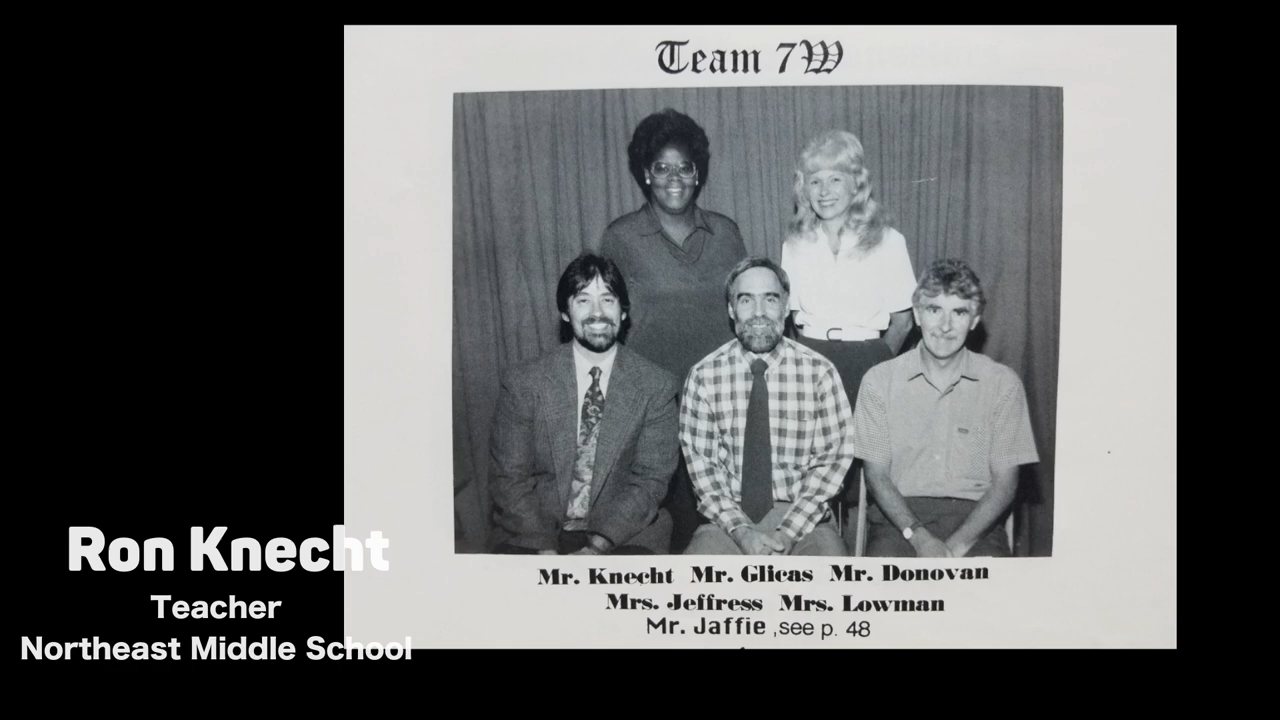 Team 7W
Mr. Knecht Mr. Glicas Mr. Donovan
Mrs. Jeffress Mrs. Lowman
Mr. Jaffie ,see p. 48
Ron Knecht
Teacher
Northeast Middle School